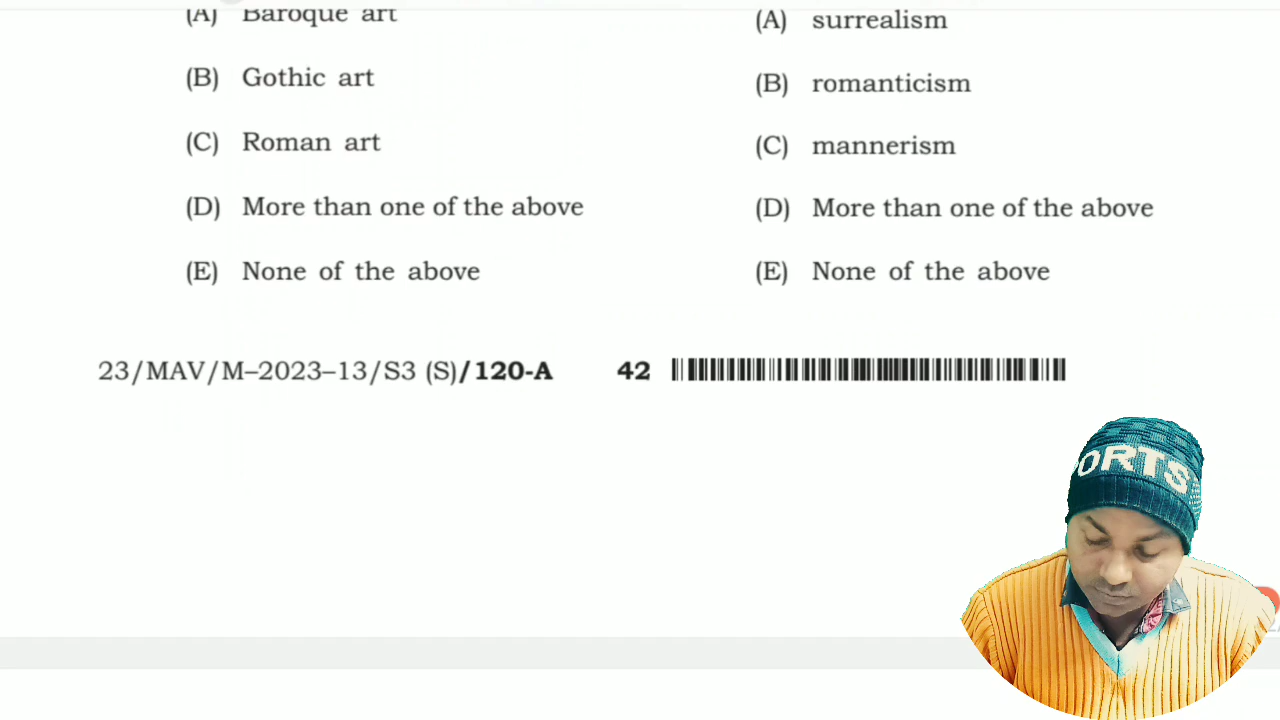 (A) Baroque art
(B) Gothic art
(C) Roman art
(D) More than one of the above
(E) None of the above
(A) surrealism
(B) romanticism
(C) mannerism
(D) More than one of the above
(E) None of the above
23/MAV/M–2023–13/S3 (S)/120-A 42
ORTS